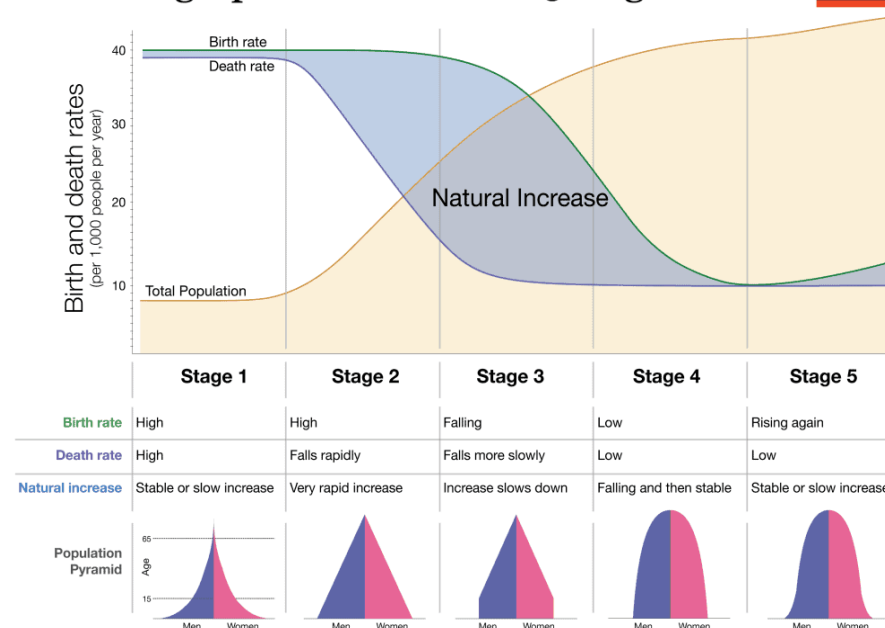 Birth and death rates
(per 1,000 people per year)
40
30
20
10
Birth rate
Death rate
Natural Increase
Total Population
Stage 1 Stage 2 Stage 3 Stage 4 Stage 5
Birth rate High High Falling Low Rising again
Death rate High Falls rapidly Falls more slowly Low Low
Natural increase Stable or slow increase Very rapid increase Increase slows down Falling and then stable Stable or slow increase
Population
Pyramid
65
Age
15
Men Women Men Women Men Women Men Women Men Women